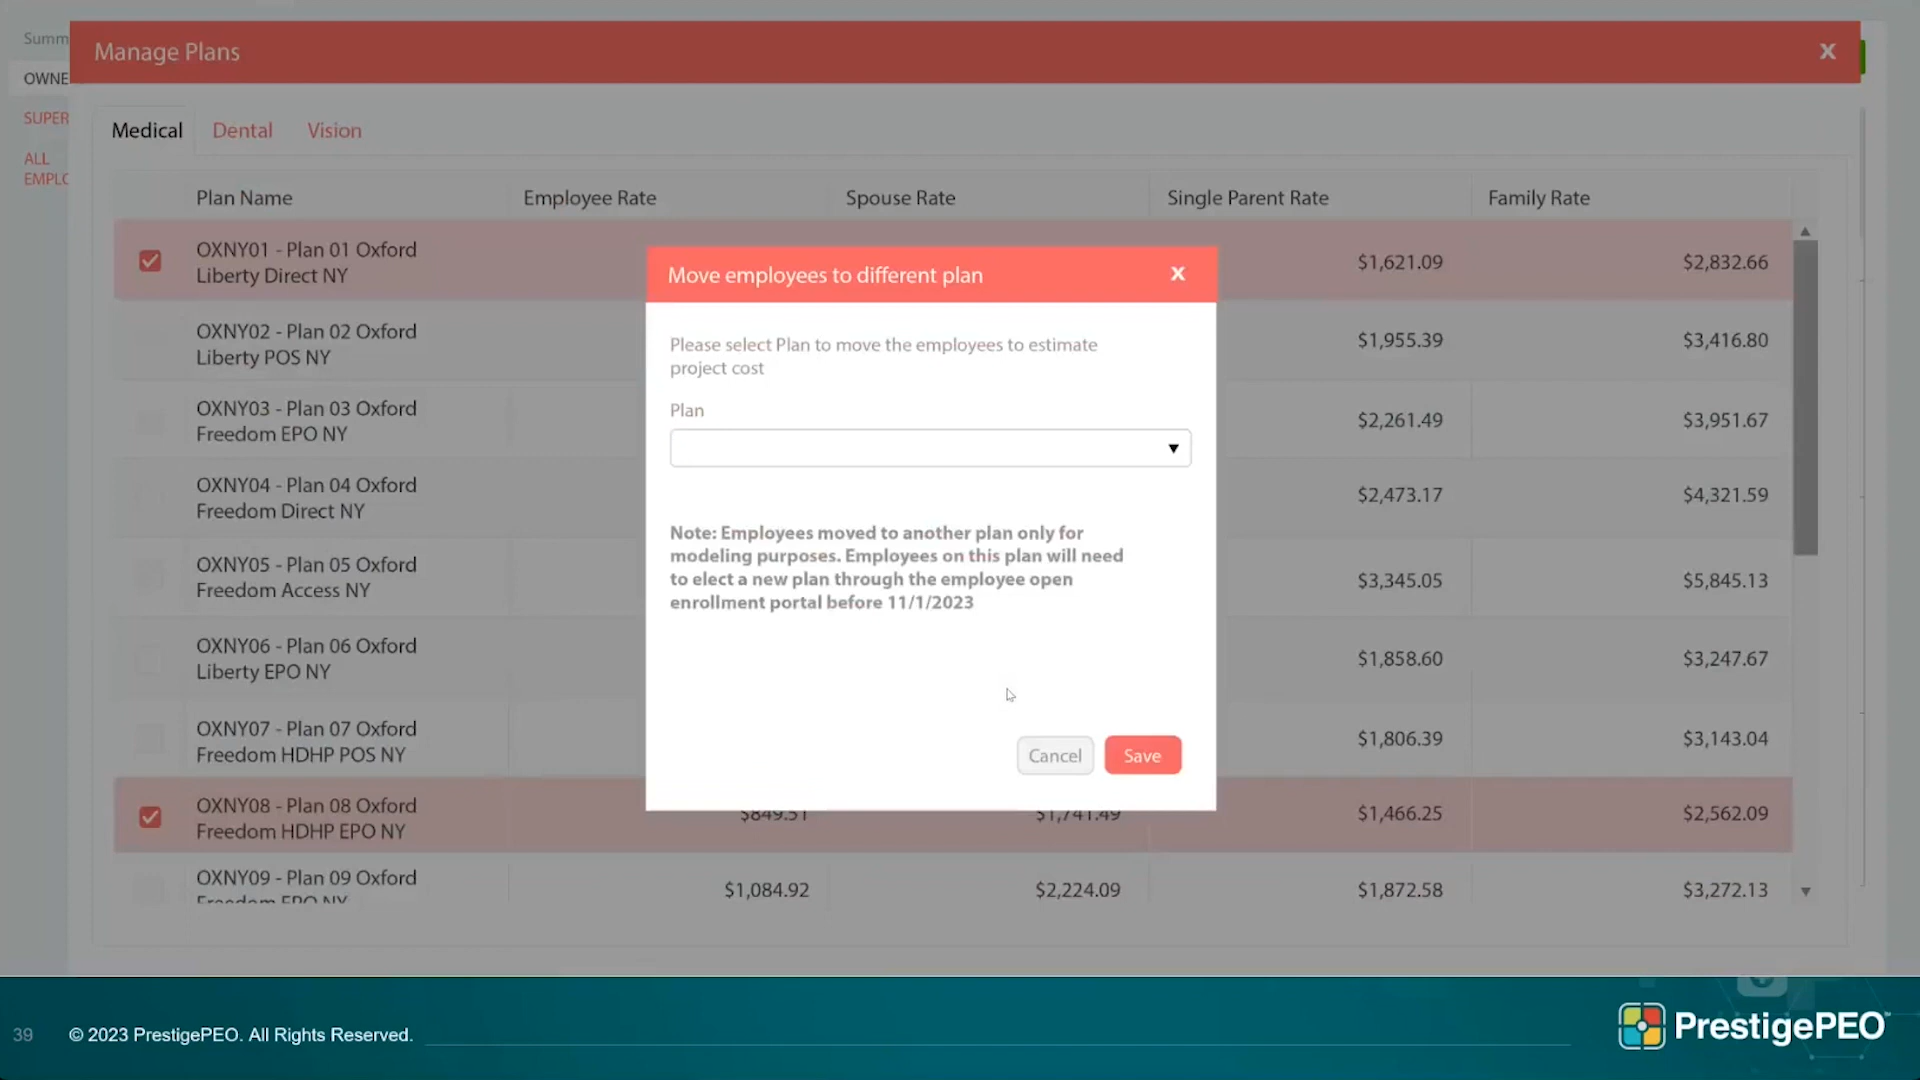 Summ
OWNE
SUPER
ALL
EMPLO
Manage Plans
X
Medical
Dental
Vision
Plan Name
Employee Rate
Spouse Rate
Single Parent Rate
Family Rate
OXNY01 - Plan 01 Oxford
Liberty Direct NY
$1,621.09
$2,832.66
OXNY02 - Plan 02 Oxford
Liberty POS NY
$1,955.39
$3,416.80
OXNY03 - Plan 03 Oxford
Freedom EPO NY
$2,261.49
$3,951.67
OXNY04 - Plan 04 Oxford
Freedom Direct NY
$2,473.17
$4,321.59
OXNY05 - Plan 05 Oxford
Freedom Access NY
$3,345.05
$5,845.13
OXNY06 - Plan 06 Oxford
Liberty EPO NY
$1,858.60
$3,247.67
OXNY07 - Plan 07 Oxford
Freedom HDHP POS NY
$1,806.39
$3,143.04
OXNY08 - Plan 08 Oxford
Freedom HDHP EPO NY
$849.51
$1,741.49
$1,466.25
$2,562.09
OXNY09 - Plan 09 Oxford
Freedom EPO NY
$1,084.92
$2,224.09
$1,872.58
$3,272.13
Move employees to different plan
X
Please select Plan to move the employees to estimate
project cost
Plan
Note: Employees moved to another plan only for
modeling purposes. Employees on this plan will need
to elect a new plan through the employee open
enrollment portal before 11/1/2023
Cancel
Save
39
© 2023 PrestigePEO. All Rights Reserved.
PrestigePEO